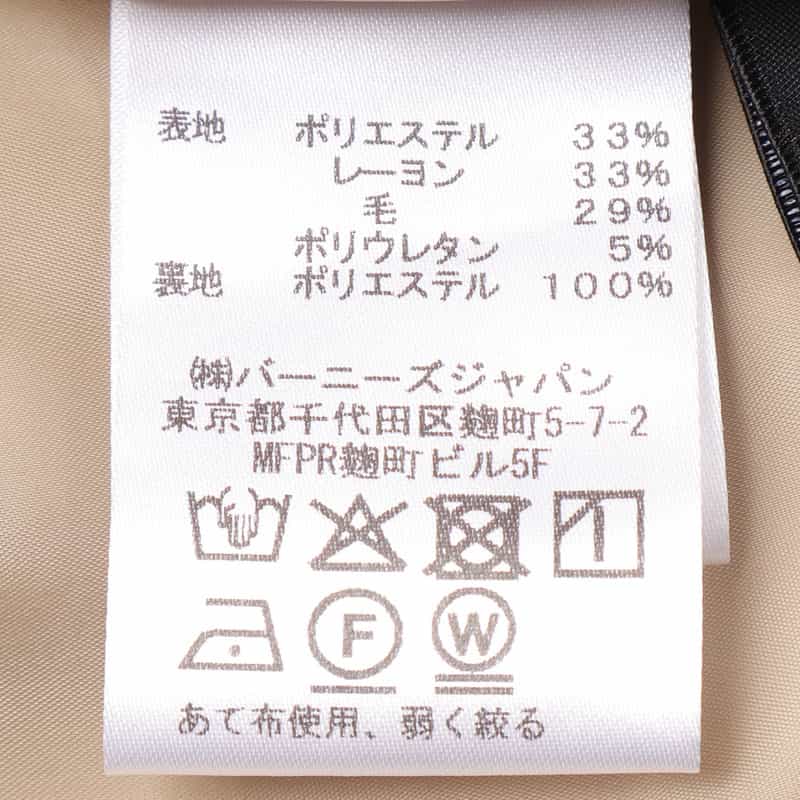 表地 ポリエステル 33%
レーヨン 33%
毛 29%
ポリウレタン 5%
裏地 ポリエステル 100%
㈱バーニーズジャパン
東京都千代田区麹町5-7-2
MFPR麹町ビル5F
F W
あて布使用、弱く絞る